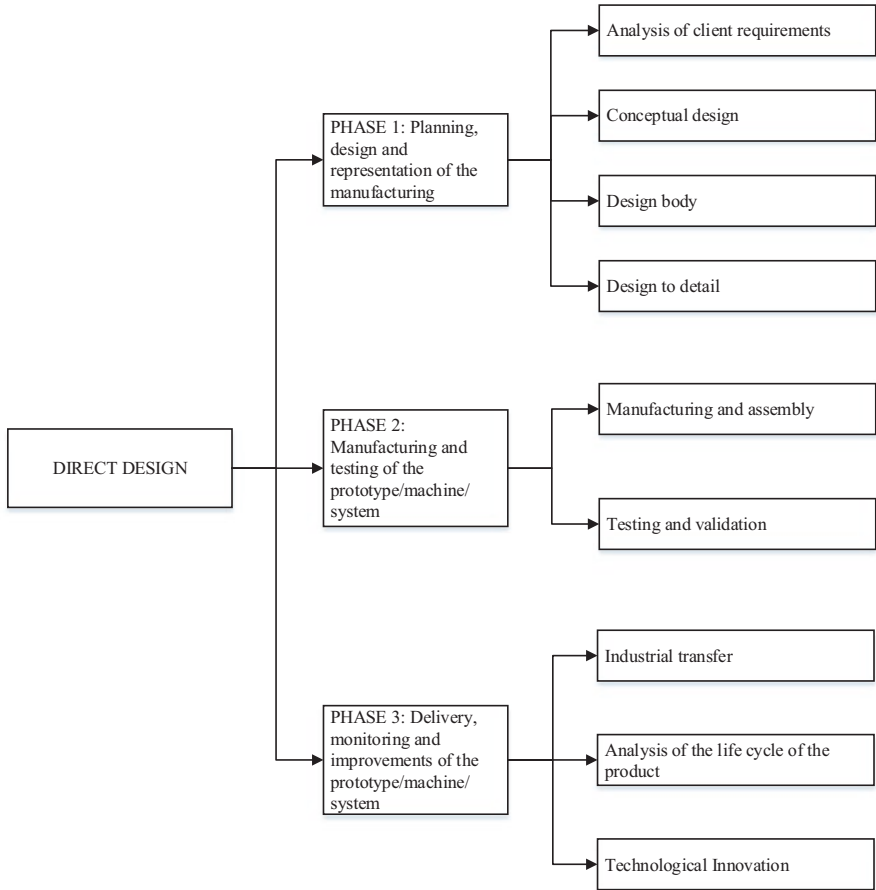 DIRECT DESIGN
PHASE 1: Planning,
design and
representation of the
manufacturing
Analysis of client requirements
Conceptual design
Design body
Design to detail
PHASE 2:
Manufacturing and
testing of the
prototype/machine/
system
Manufacturing and assembly
Testing and validation
PHASE 3: Delivery,
monitoring and
improvements of the
prototype/machine/
system
Industrial transfer
Analysis of the life cycle of the
product
Technological Innovation